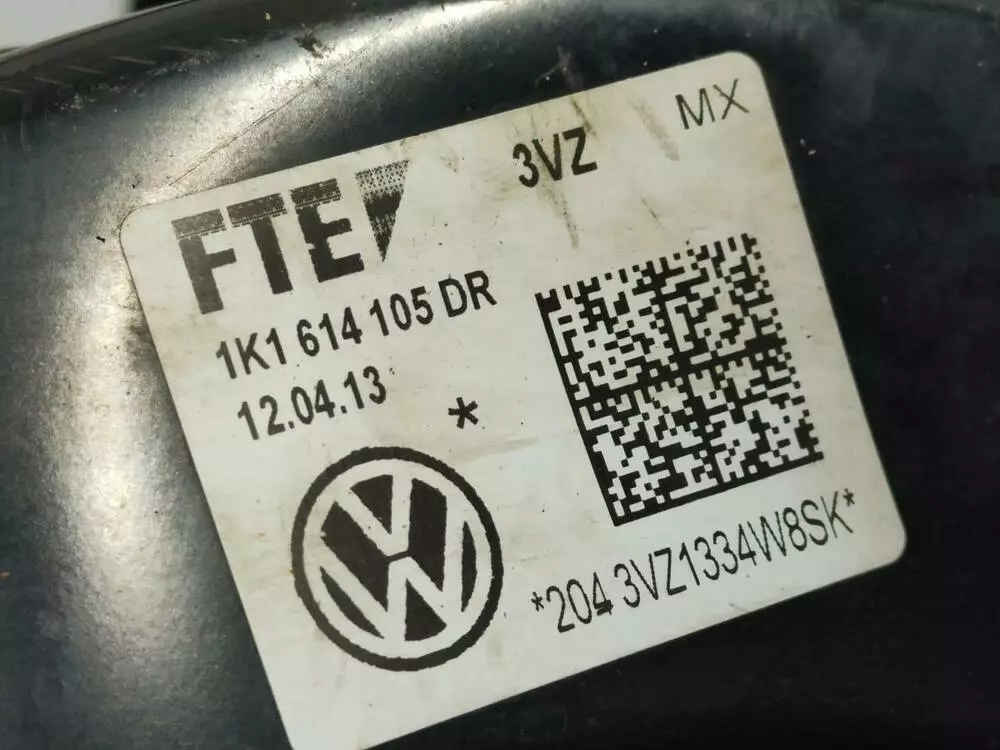 MX
3VZ
FTE
1K1 614 105 DR
12.04.13
*
*204 3VZ1334W8SK*